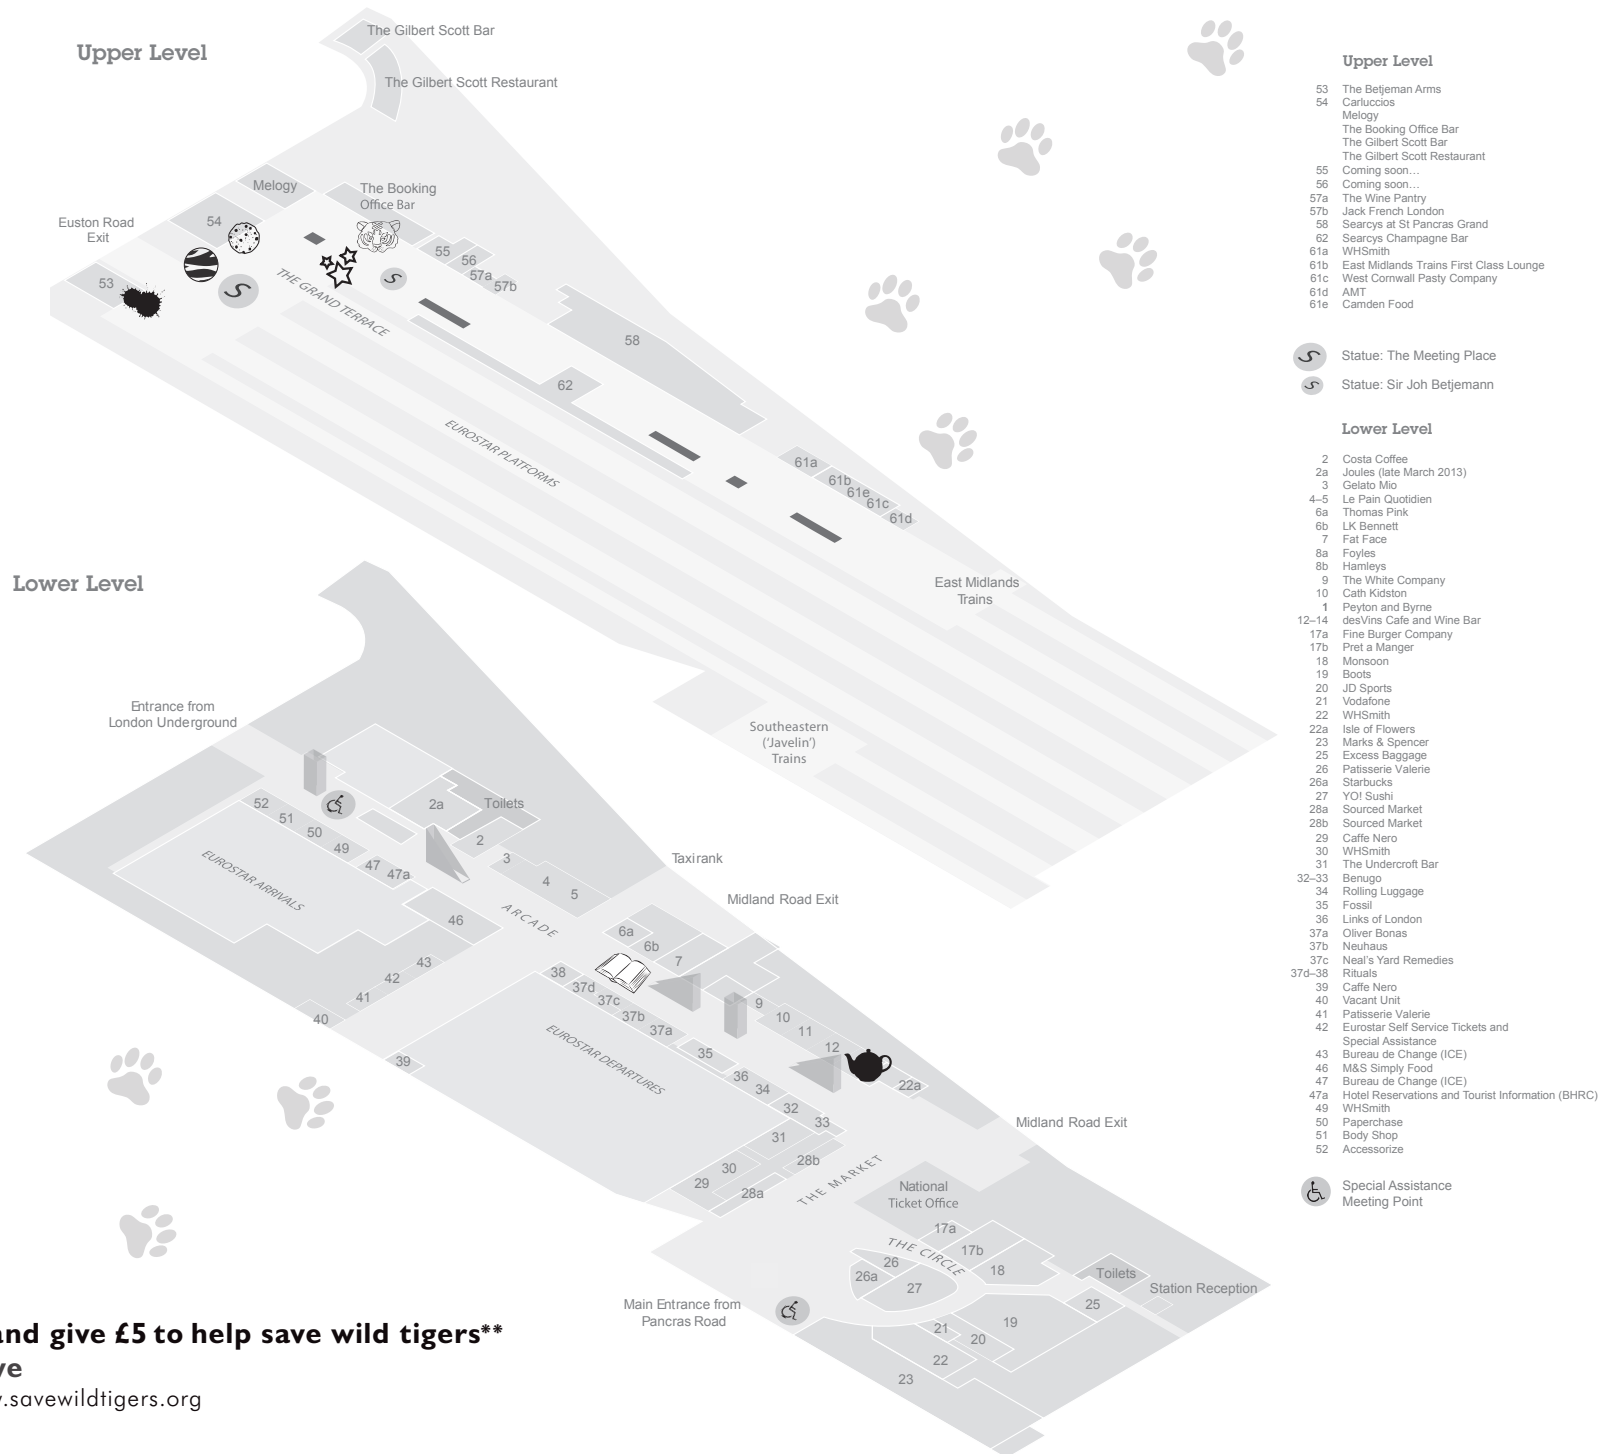 Upper Level
The Gilbert Scott Bar
The Gilbert Scott Restaurant
Melogy
The Booking
Office Bar
54
Euston Road
Exit
53
55
56
57a
57b
THE GRAND TERRACE
58
62
EUROSTAR PLATFORMS
61a
61b
61e
61c
61d
East Midlands
Trains
Southeastern
('Javelin')
Trains
Lower Level
Entrance from
London Underground
52
51
50
49
47
47a
2a
Toilets
2
3
4
5
EUROSTAR ARRIVALS
46
ARCADE
Taxi rank
Midland Road Exit
43
42
41
40
39
6a
6b
7
38
37d
37c
37b
37a
35
36
34
32
33
EUROSTAR DEPARTURES
9
10
11
12
22a
Midland Road Exit
31
30
29
28b
28a
THE MARKET
National
Ticket Office
17a
17b
18
THE CIRCLE
26
26a
27
Toilets
Station Reception
25
19
20
21
22
23
Main Entrance from
Pancras Road
and give £5 to help save wild tigers**
ve
.savewildtigers.org
Upper Level
53 The Betjeman Arms
54 Carluccios
Melogy
The Booking Office Bar
The Gilbert Scott Bar
The Gilbert Scott Restaurant
55 Coming soon…
56 Coming soon…
57a The Wine Pantry
57b Jack French London
58 Searcys at St Pancras Grand
62 Searcys Champagne Bar
61a WHSmith
61b East Midlands Trains First Class Lounge
61c West Cornwall Pasty Company
61d AMT
61e Camden Food
Statue: The Meeting Place
Statue: Sir Joh Betjemann
Lower Level
2 Costa Coffee
2a Joules (late March 2013)
3 Gelato Mio
4–5 Le Pain Quotidien
6a Thomas Pink
6b LK Bennett
7 Fat Face
8a Foyles
8b Hamleys
9 The White Company
10 Cath Kidston
1 Peyton and Byrne
12–14 desVins Cafe and Wine Bar
17a Fine Burger Company
17b Pret a Manger
18 Monsoon
19 Boots
20 JD Sports
21 Vodafone
22 WHSmith
22a Isle of Flowers
23 Marks & Spencer
25 Excess Baggage
26 Patisserie Valerie
26a Starbucks
27 YO! Sushi
28a Sourced Market
28b Sourced Market
29 Caffe Nero
30 WHSmith
31 The Undercroft Bar
32–33 Benugo
34 Rolling Luggage
35 Fossil
36 Links of London
37a Oliver Bonas
37b Neuhaus
37c Neal's Yard Remedies
37d–38 Rituals
39 Caffe Nero
40 Vacant Unit
41 Patisserie Valerie
42 Eurostar Self Service Tickets and
Special Assistance
43 Bureau de Change (ICE)
46 M&S Simply Food
47 Bureau de Change (ICE)
47a Hotel Reservations and Tourist Information (BHRC)
49 WHSmith
50 Paperchase
51 Body Shop
52 Accessorize
Special Assistance
Meeting Point